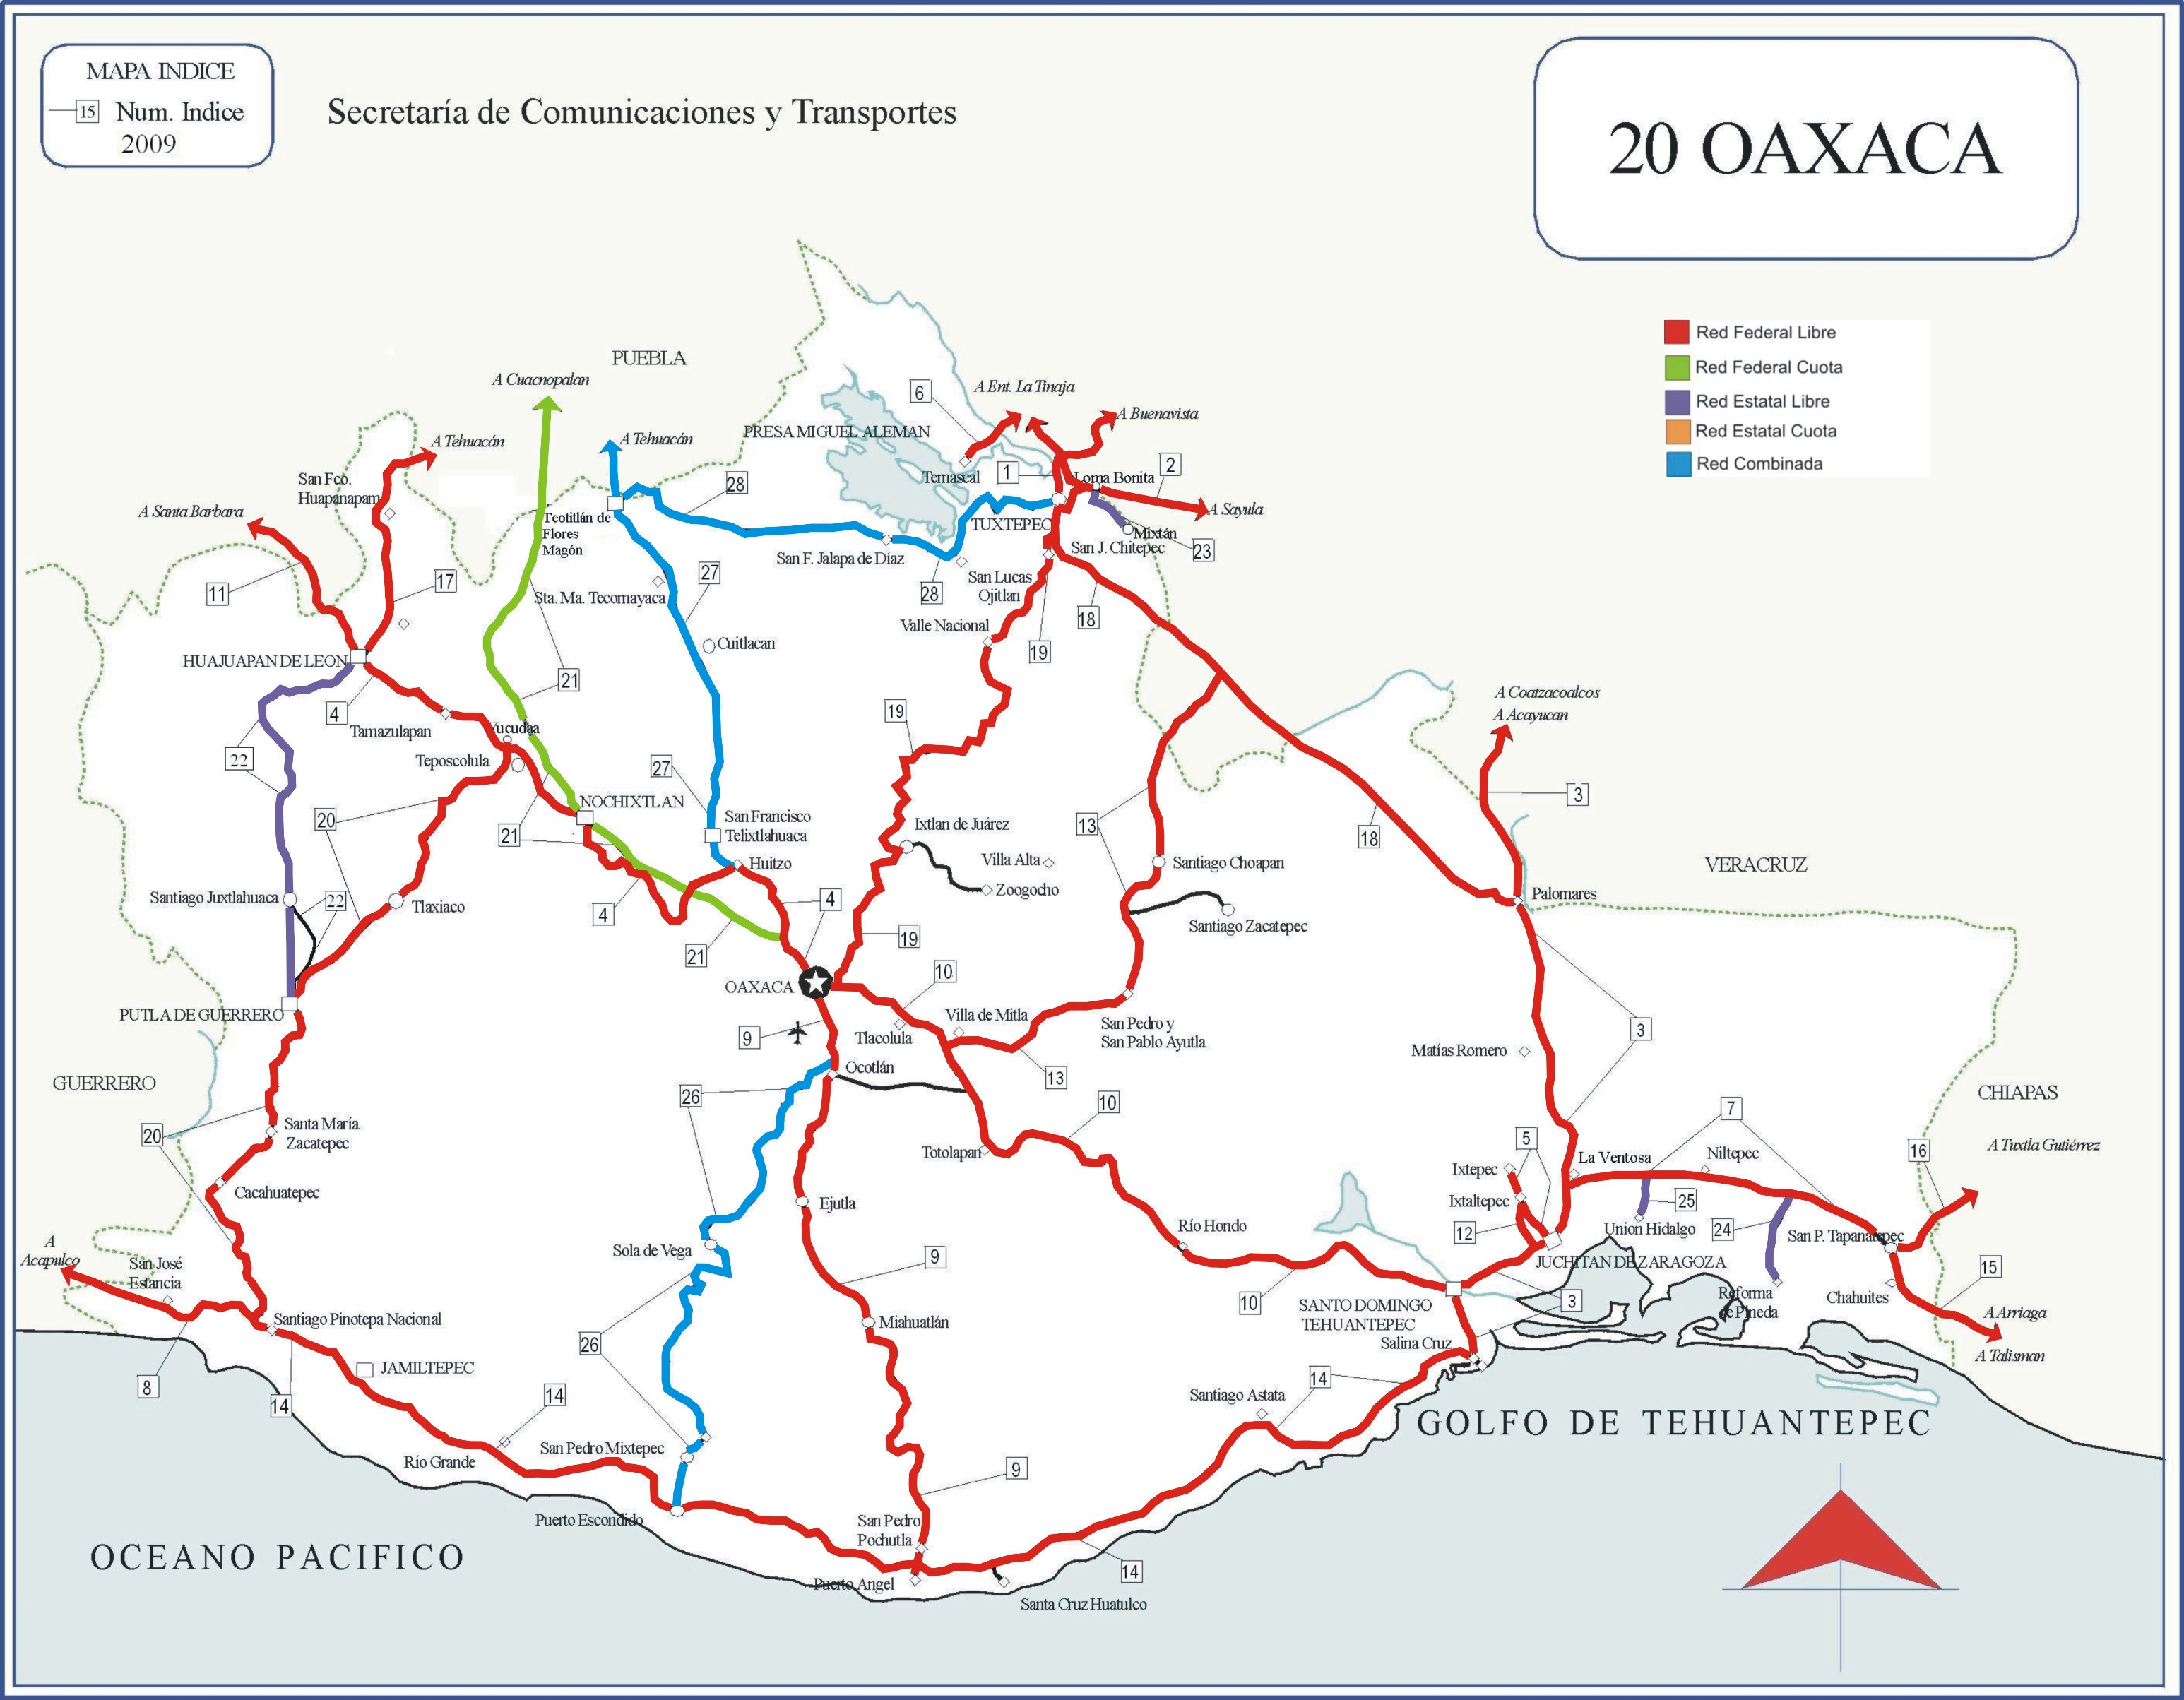 MAPA INDICE
15 Num. Indice
2009
Secretaría de Comunicaciones y Transportes
20 OAXACA
Red Federal Libre
Red Federal Cuota
Red Estatal Libre
Red Estatal Cuota
Red Combinada
PUEBLA
A Cuacnopalan
A Tehuacán
A Tehuacán
A Santa Barbara
San Fco.
Huapanapam
PRESA MIGUEL ALEMAN
6
A Ent. La Tinaja
A Buenavista
Temascal
1
Loma Bonita
2
A Sayula
TUXTEPEC
Mixtán
23
San J. Chitepec
28
Teotitlán de
Flores
Magón
San F. Jalapa de Díaz
28
San Lucas
Ojitlan
18
19
Valle Nacional
11
17
27
Sta. Ma. Tecomayaca
Cuitlacan
HUAJUAPAN DE LEON
4
21
22
Tamazulapan
Yucudaa
Teposcolula
27
19
NOCHIXTLAN
20
21
San Francisco
Telixtlahuaca
Huitzo
Ixtlan de Juárez
Villa Alta
Zoogocho
13
Santiago Choapan
Santiago Zacatepec
18
A Coatzacoalcos
A Acayucan
3
VERACRUZ
Palomares
Santiago Juxtlahuaca
22
Tlaxiaco
4
4
21
19
10
OAXACA
9
Tlacolula
Villa de Mitla
San Pedro y
San Pablo Ayutla
13
Matías Romero
3
PUTLA DE GUERRERO
GUERRERO
Ocotlán
26
10
20
Santa María
Zacatepec
Cacahuatepec
Totolapan
Ejutla
Río Hondo
5
Ixtepec
Ixtaltepec
12
La Ventosa
7
Niltepec
25
Union Hidalgo
24
San P. Tapanatepec
16
CHIAPAS
A Tuxtla Gutiérrez
15
A Arriaga
A Talisman
Chahuites
Reforma
de Pineda
JUCHITAN DE ZARAGOZA
3
10
SANTO DOMINGO
TEHUANTEPEC
Salina Cruz
A
Acapulco
San José
Estancia
Santiago Pinotepa Nacional
8
14
JAMILTEPEC
14
Río Grande
Sola de Vega
26
9
Miahuatlán
San Pedro Mixtepec
9
Puerto Escondido
San Pedro
Pochutla
Puerto Angel
Santa Cruz Huatulco
14
Santiago Astata
14
GOLFO DE TEHUANTEPEC
OCEANO PACIFICO